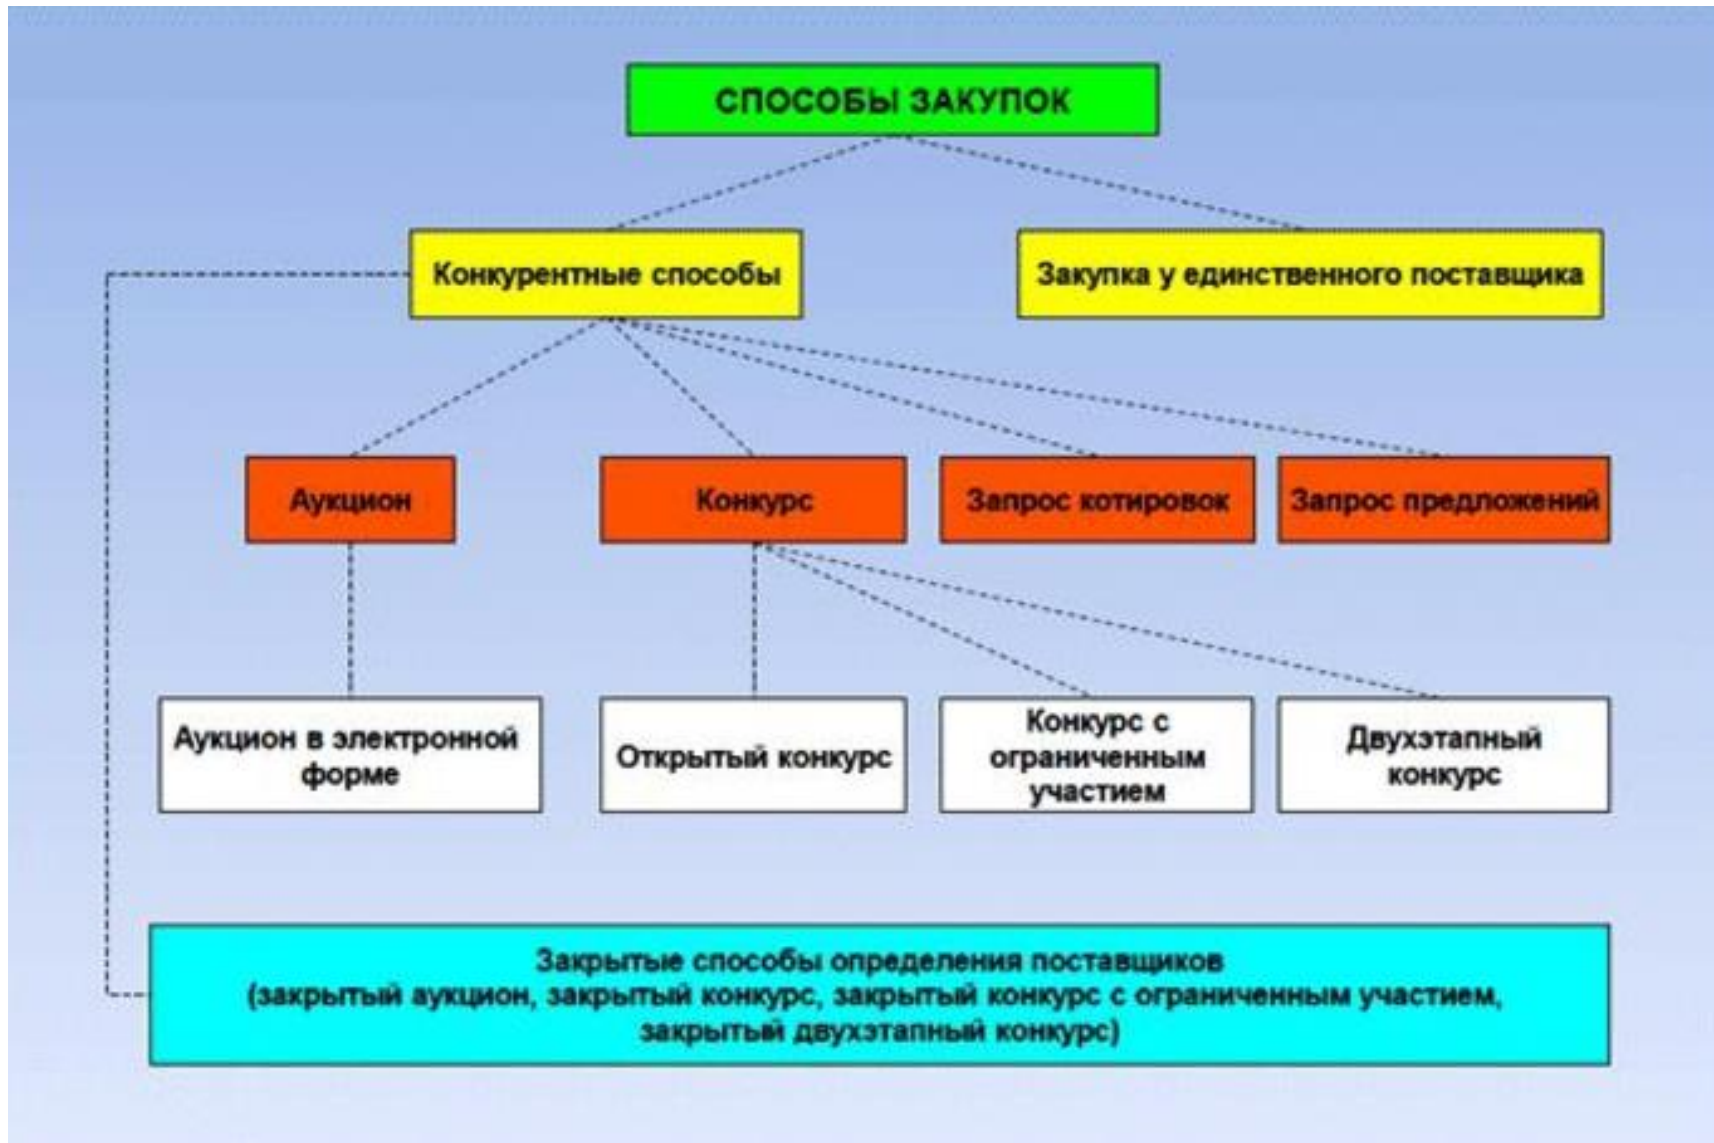 СПОСОБЫ ЗАКУПОК
Конкурентные способы
Закупка у единственного поставщика
Аукцион
Конкурс
Запрос котировок
Запрос предложений
Аукцион в электронной
форме
Открытый конкурс
Конкурс с
ограниченным
участием
Двухэтапный
конкурс
Закрытые способы определения поставщиков
(закрытый аукцион, закрытый конкурс, закрытый конкурс с ограниченным участием,
закрытый двухэтапный конкурс)